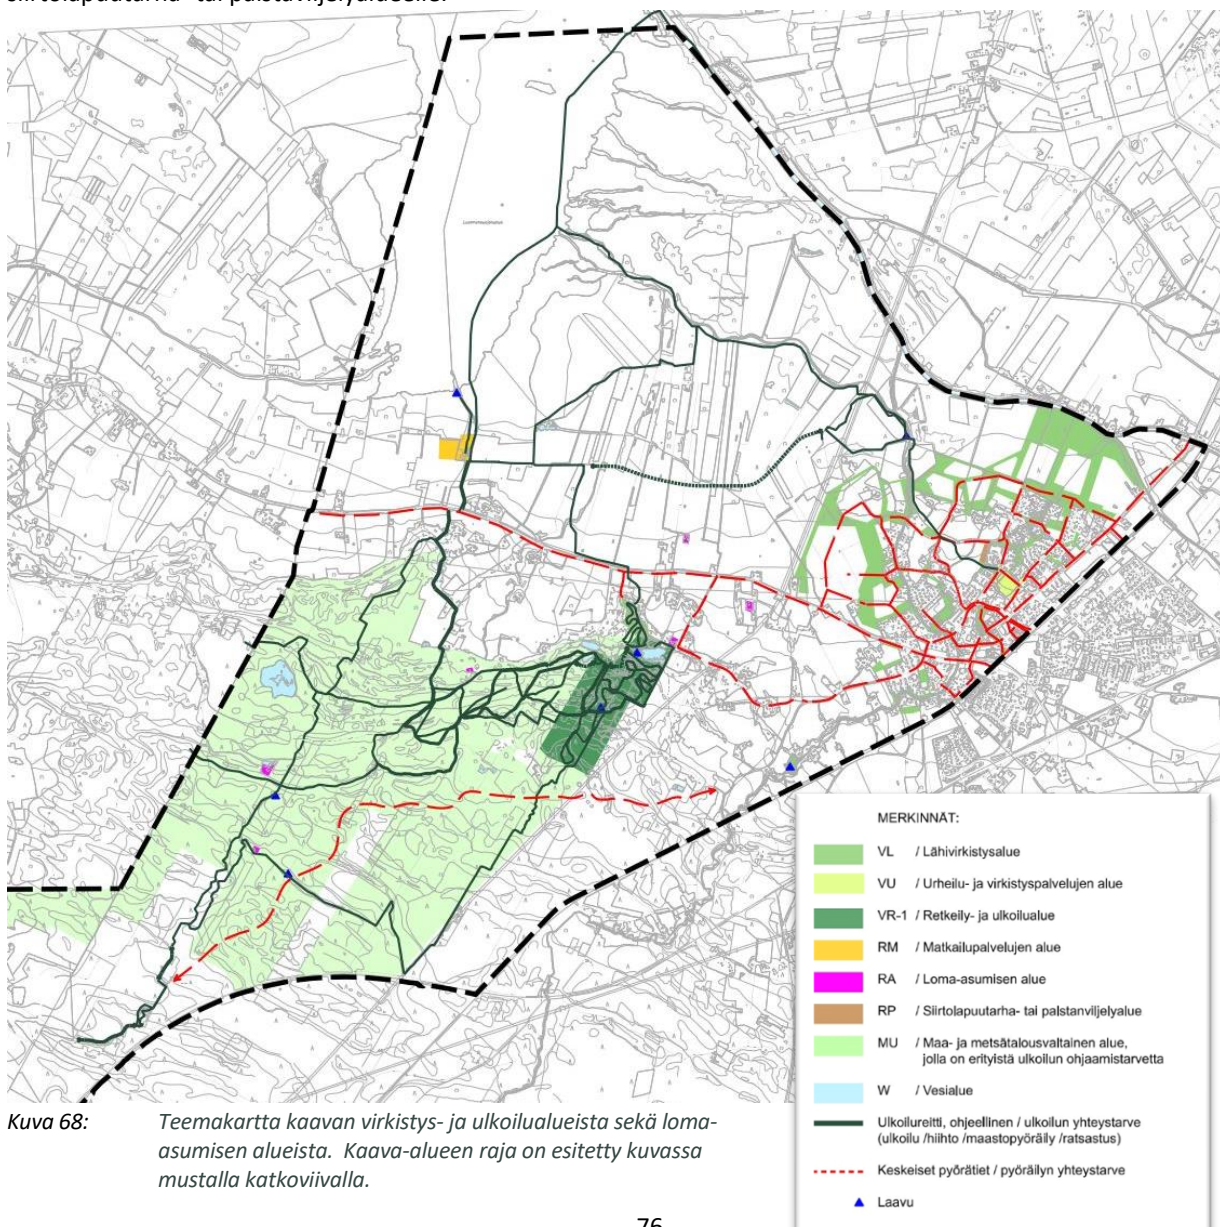 siirtolapuutarha- tai palstaviljelyalueelle.
MERKINNÄT:
VL / Lähivirkistysalue
VU / Urheilu- ja virkistyspalvelujen alue
VR-1 / Retkeily- ja ulkoilualue
RM / Matkailupalvelujen alue
RA / Loma-asumisen alue
RP / Siirtolapuutarha- tai palstanviljelyalue
MU / Maa- ja metsätalousvaltainen alue,
jolla on erityistä ulkoilun ohjaamistarvetta
W / Vesialue
Ulkoilureitti, ohjeellinen / ulkoilun yhteystarve
(ulkoilu /hiihto /maastopyöräily /ratsastus)
Keskeiset pyörätiet / pyöräilyn yhteystarve
Laavu
Kuva 68: Teemakartta kaavan virkistys- ja ulkoilualueista sekä loma-
asumisen alueista. Kaava-alueen raja on esitetty kuvassa
mustalla katkoviivalla.
76